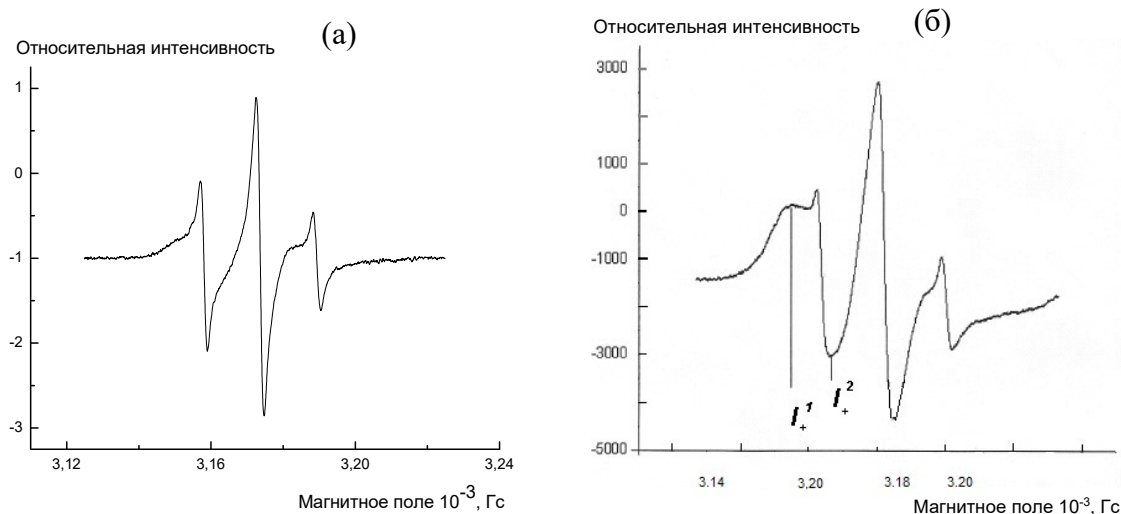 (а)
Относительная интенсивность
1
0
-1
-2
-3
3,12
3,16
3,20
3,24
Магнитное поле 10⁻³, Гс
(б)
Относительная интенсивность
3000
1000
0
-1000
-3000
-5000
I₊¹
I₊²
3.14
3,20
3.18
3.20
Магнитное поле 10⁻³, Гс